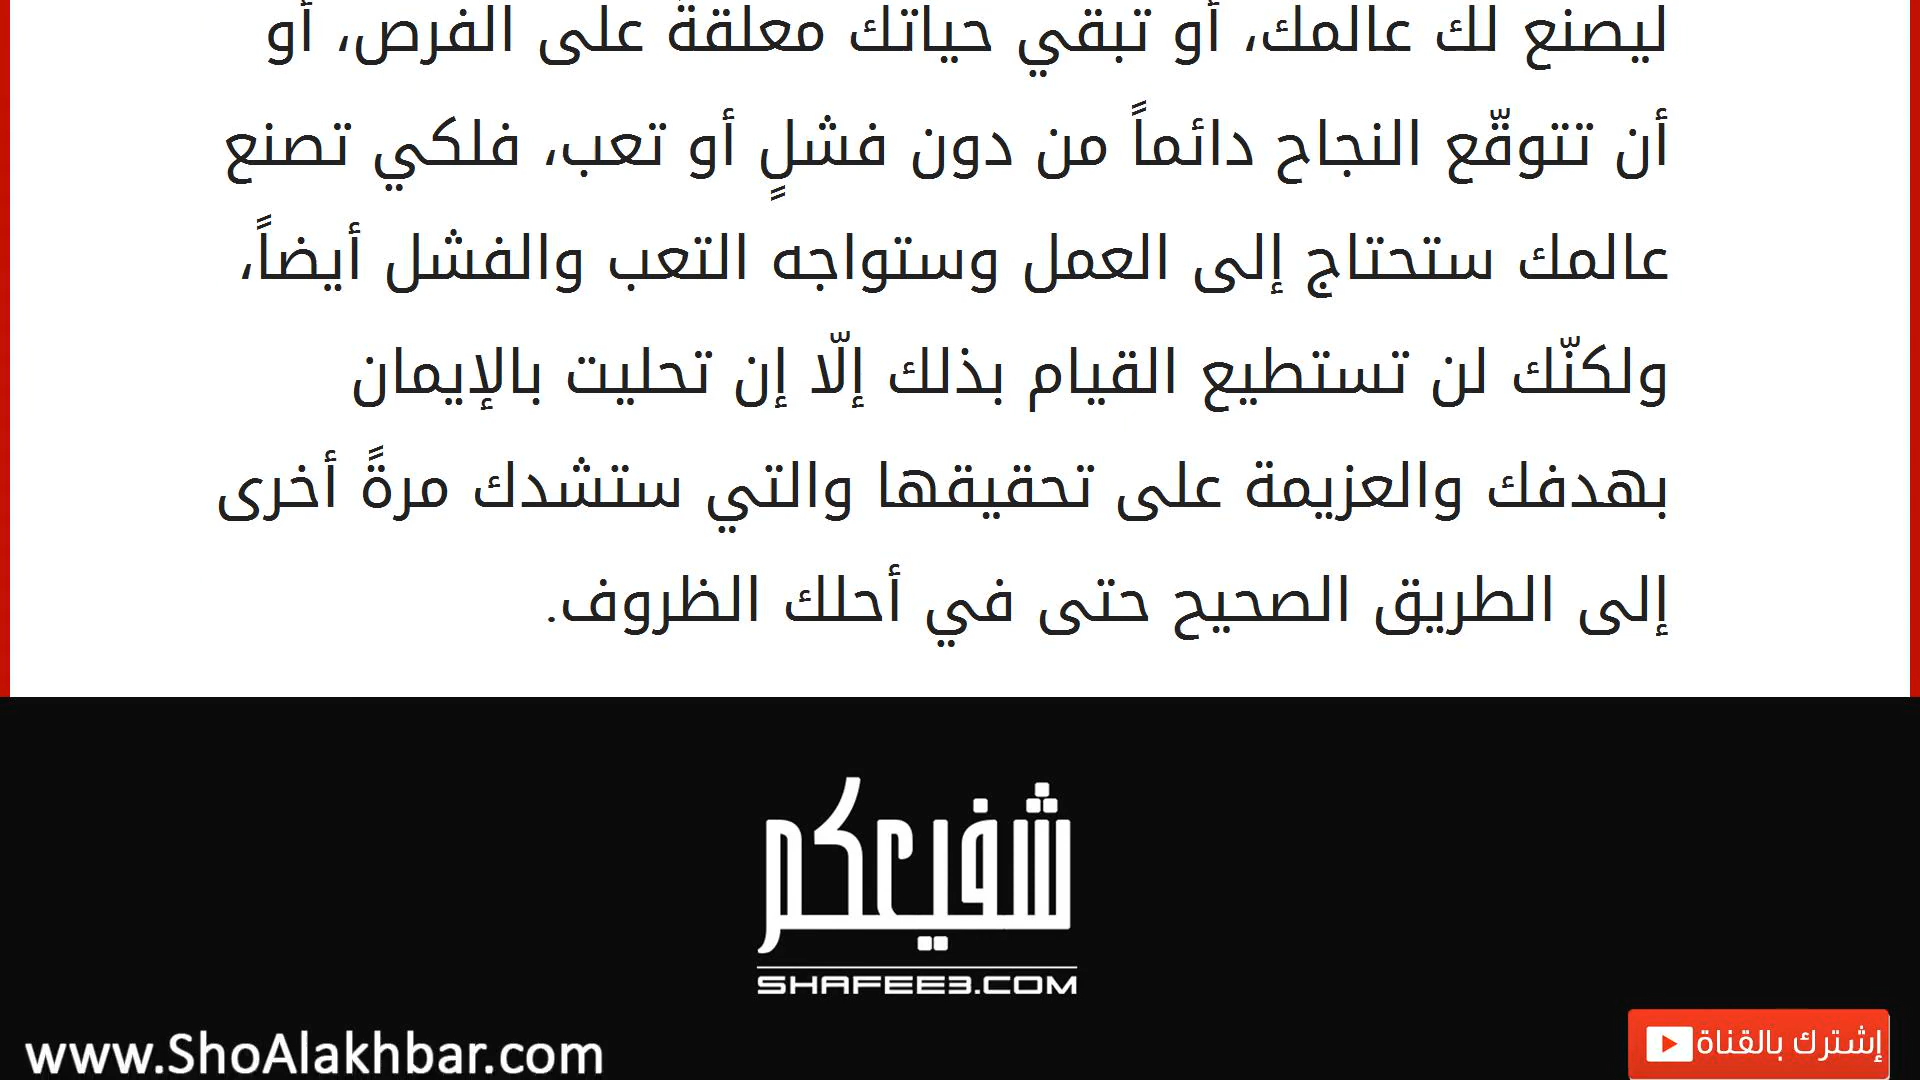 ليصنع لك عالمك، أو تبقي حياتك معلقةً على الفرص، أو
أن تتوقّع النجاح دائماً من دون فشلٍ أو تعب، فلكي تصنع
عالمك ستحتاج إلى العمل وستواجه التعب والفشل أيضاً،
ولكنّك لن تستطيع القيام بذلك إلّا إن تحليت بالإيمان
بهدفك والعزيمة على تحقيقها والتي ستشدك مرةً أخرى
إلى الطريق الصحيح حتى في أحلك الظروف.
شفيعكم
SHAFEE3.COM
www.ShoAlakhbar.com
إشترك بالقناة